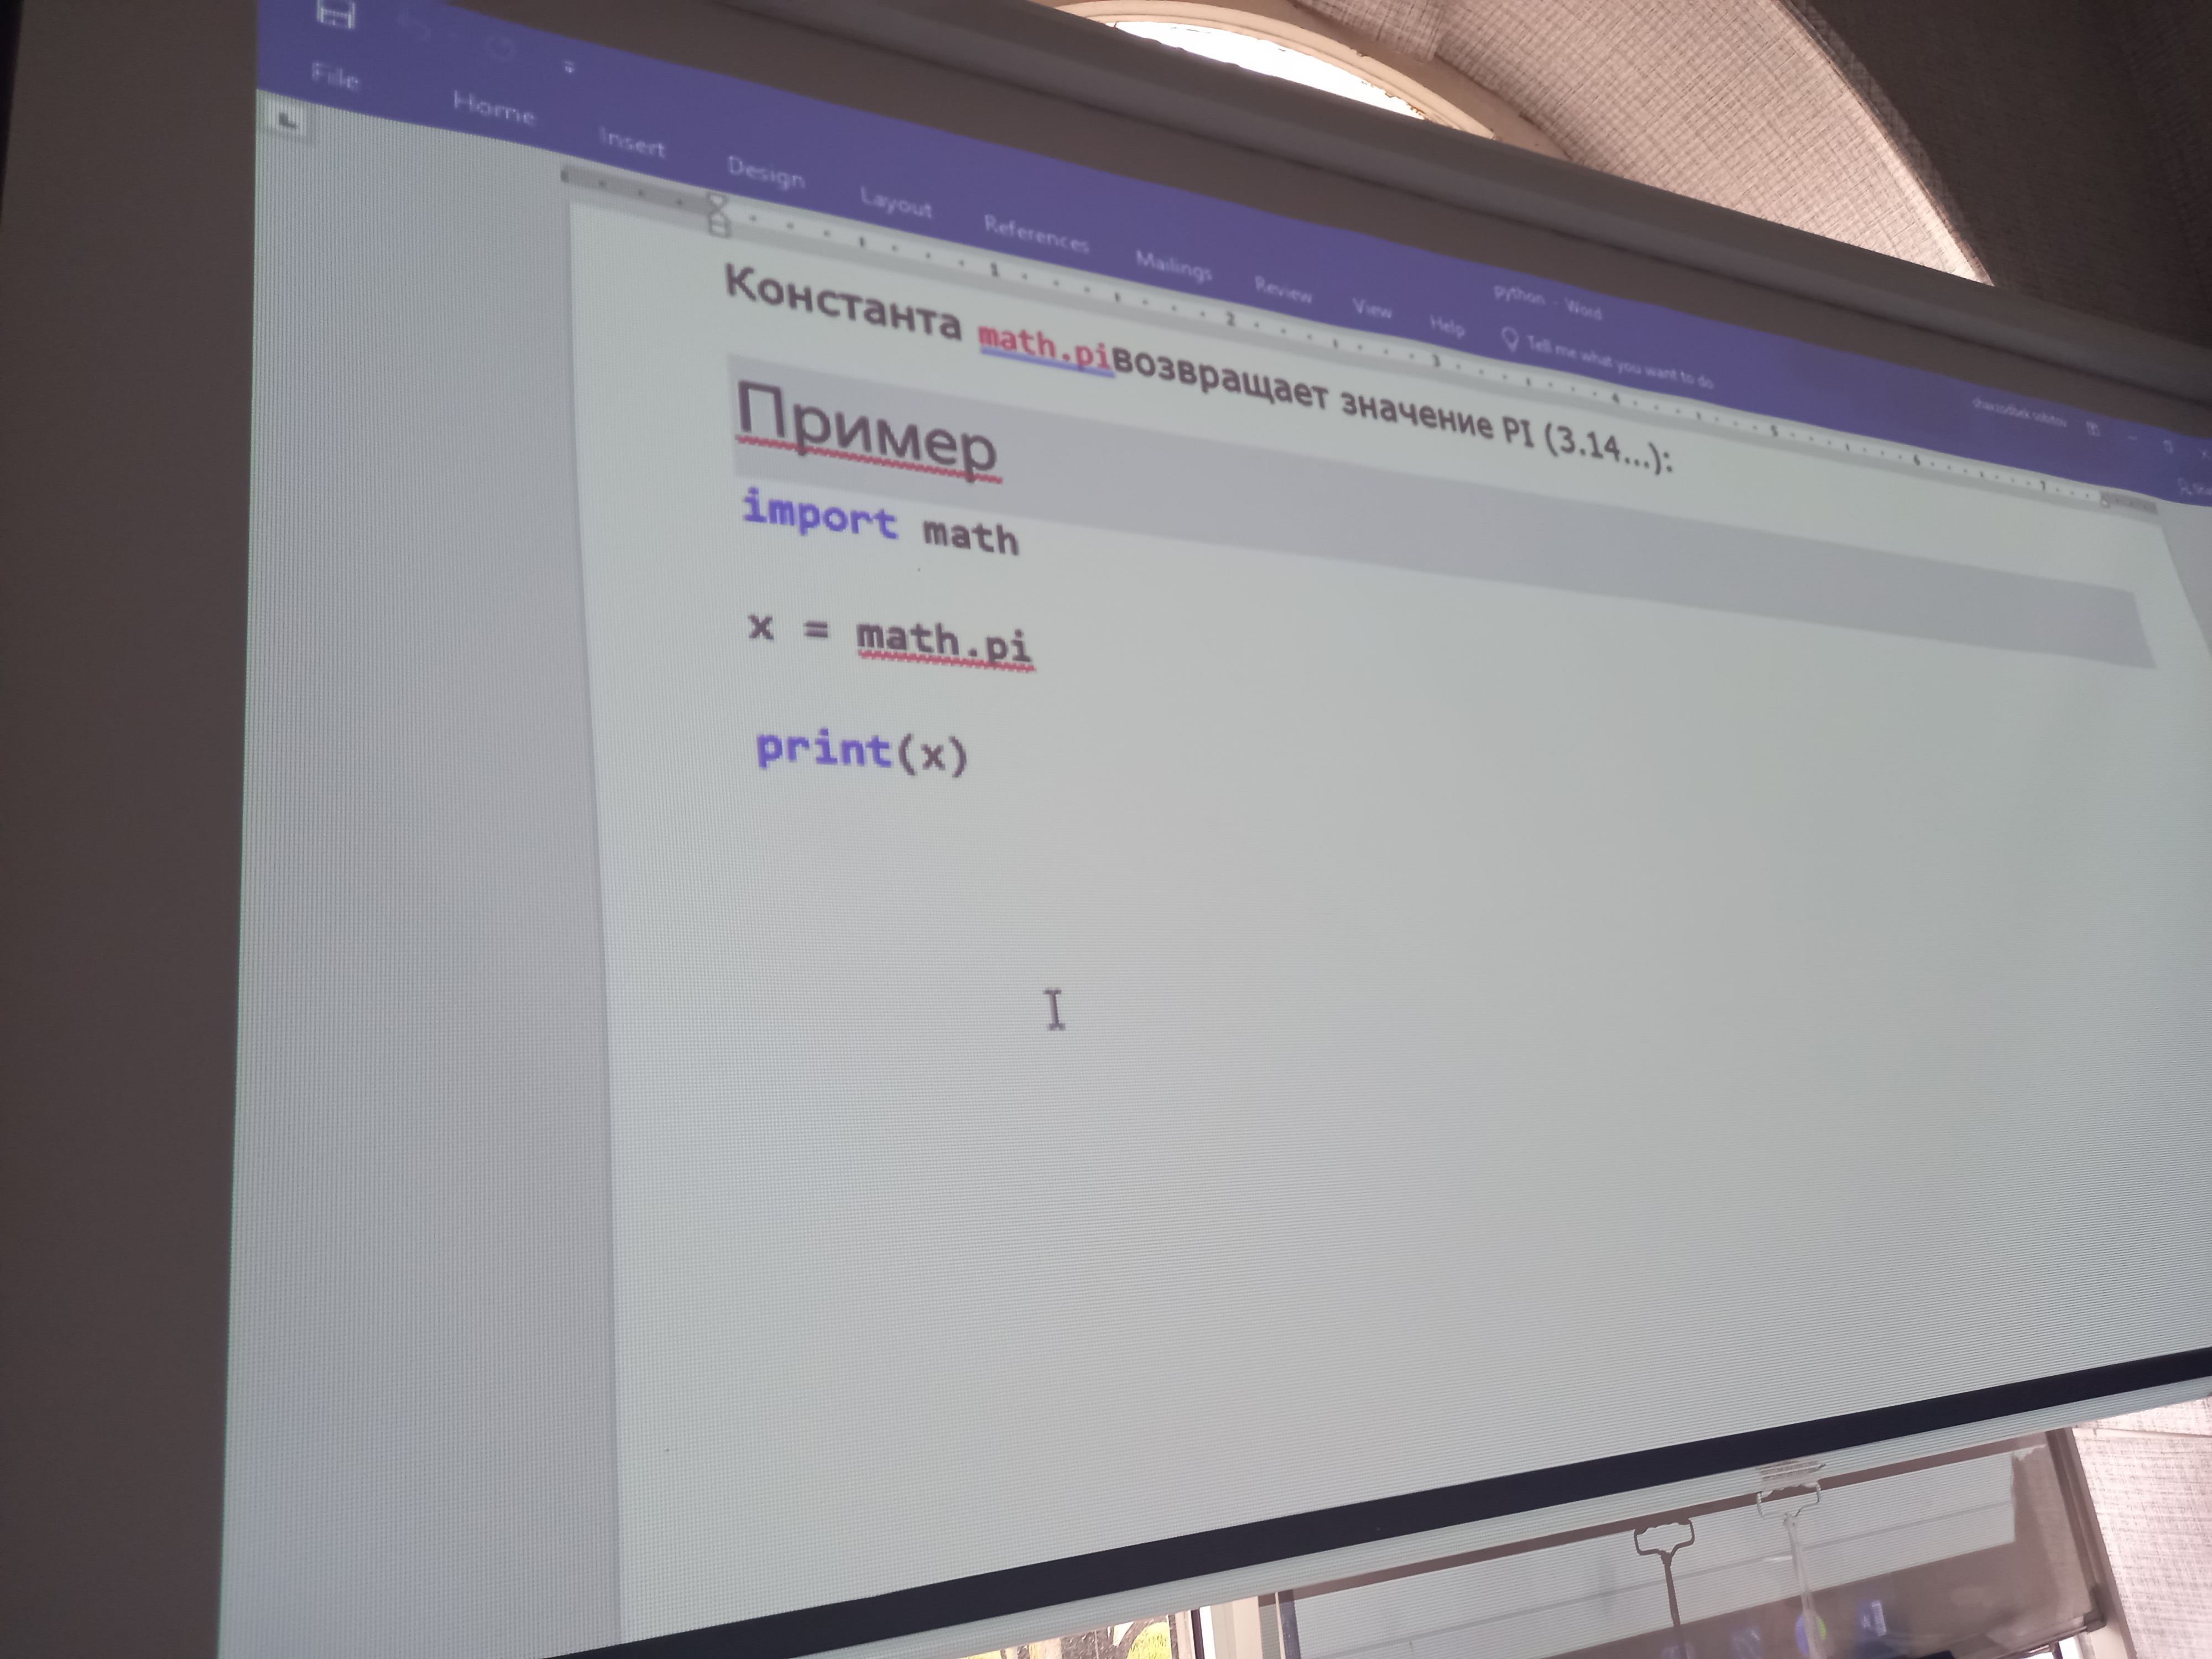 File Home Insert Design Layout References Mailings Review View Help Tell me what you want to do
python - Word
Константа math.piвозвращает значение PI (3.14...):
Пример
import math
x = math.pi
print(x)